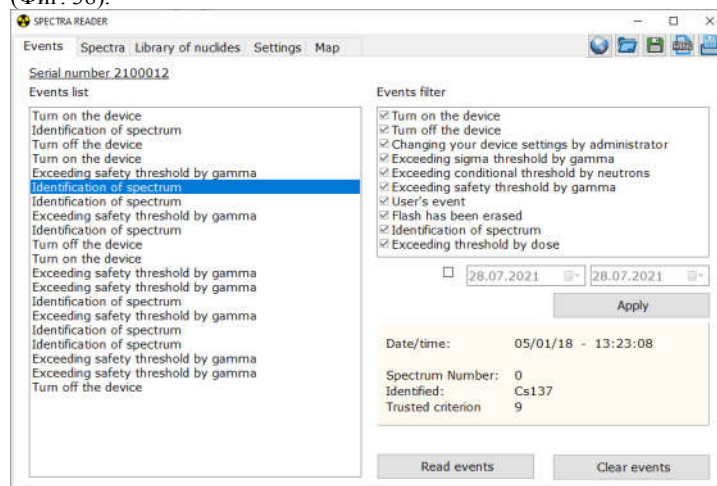 (Фиг. 38).
SPECTRA READER
Events Spectra Library of nuclides Settings Map
Serial number 2100012
Events list
Turn on the device
Identification of spectrum
Turn off the device
Turn on the device
Exceeding safety threshold by gamma
Identification of spectrum
Identification of spectrum
Exceeding safety threshold by gamma
Identification of spectrum
Turn off the device
Turn on the device
Exceeding safety threshold by gamma
Exceeding safety threshold by gamma
Identification of spectrum
Exceeding safety threshold by gamma
Identification of spectrum
Identification of spectrum
Exceeding safety threshold by gamma
Exceeding safety threshold by gamma
Turn off the device
Events filter
Turn on the device
Turn off the device
Changing your device settings by administrator
Exceeding sigma threshold by gamma
Exceeding conditional threshold by neutrons
Exceeding safety threshold by gamma
User's event
Flash has been erased
Identification of spectrum
Exceeding threshold by dose
28.07.2021 28.07.2021
Apply
Date/time: 05/01/18 - 13:23:08
Spectrum Number: 0
Identified: Cs137
Trusted criterion 9
Read events Clear events